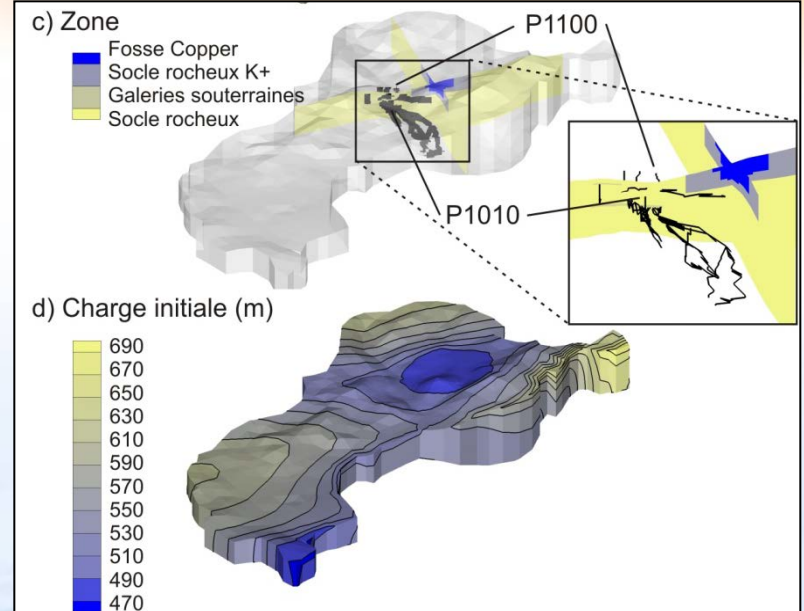 c) Zone
Fosse Copper
Socle rocheux K+
Galeries souterraines
Socle rocheux
P1100
P1010
d) Charge initiale (m)
690
670
650
630
610
590
570
550
530
510
490
470